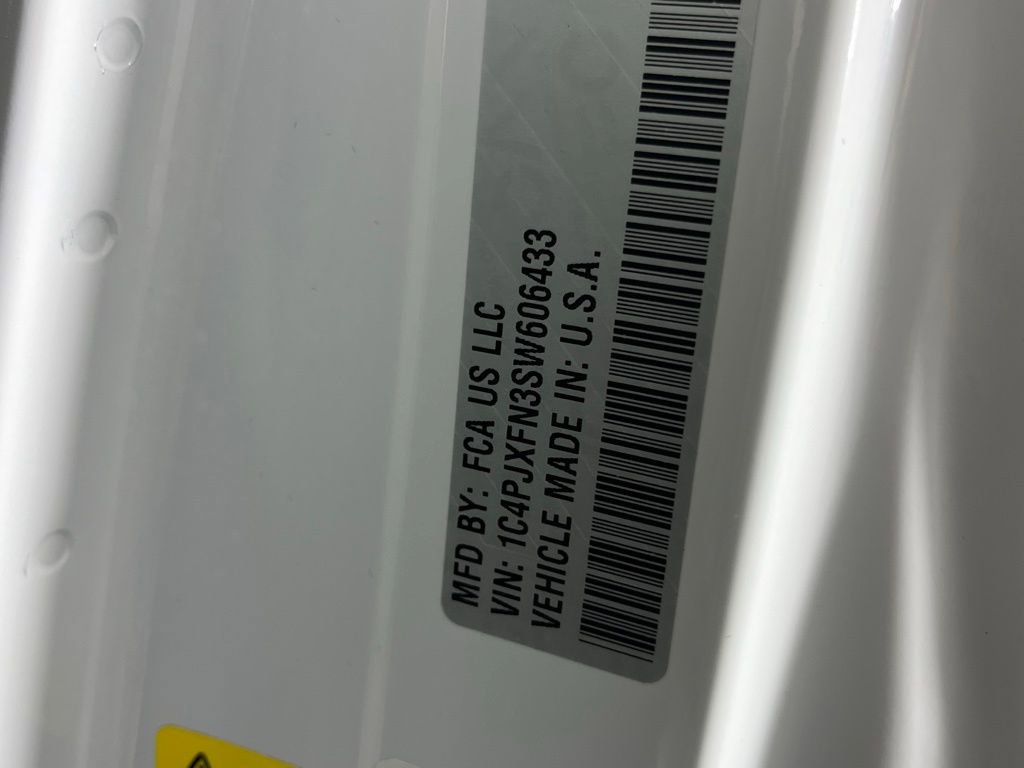 MFD BY: FCA US LLC
VIN: 1C4PJXFN3SW606433
VEHICLE MADE IN: U.S.A.